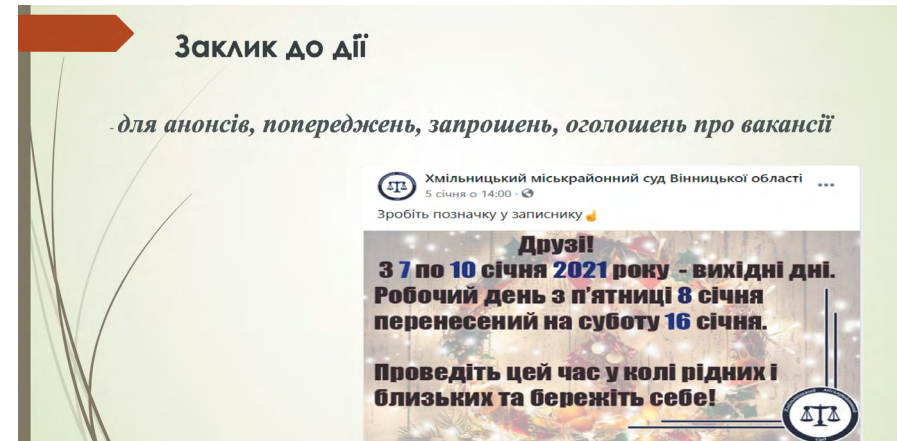 Заклик до дії
- для анонсів, попереджень, запрошень, оголошень про вакансії
Хмільницький міськрайонний суд Вінницької області
5 січня о 14:00 ·
Зробіть позначку у записнику
Друзі!
З 7 по 10 січня 2021 року - вихідні дні.
Робочий день з п'ятниці 8 січня
перенесений на суботу 16 січня.
Проведіть цей час у колі рідних і
близьких та бережіть себе!